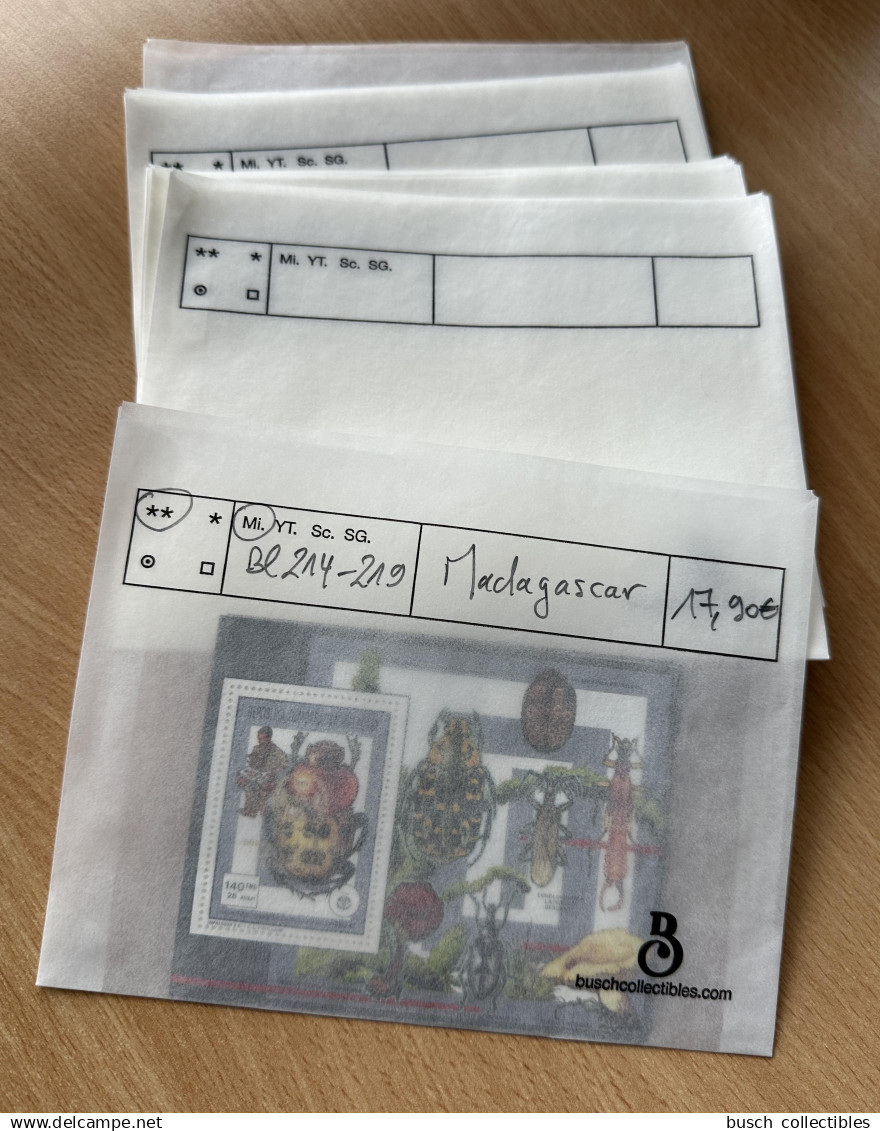 ** * Mi. YT. Sc. SG.
** * Mi. YT. Sc. SG.
** * Mi. YT. Sc. SG.
Bl 214-219 Madagascar 17,90€
140 FMG
B
buschcollectibles.com
www.delcampe.net busch collectibles